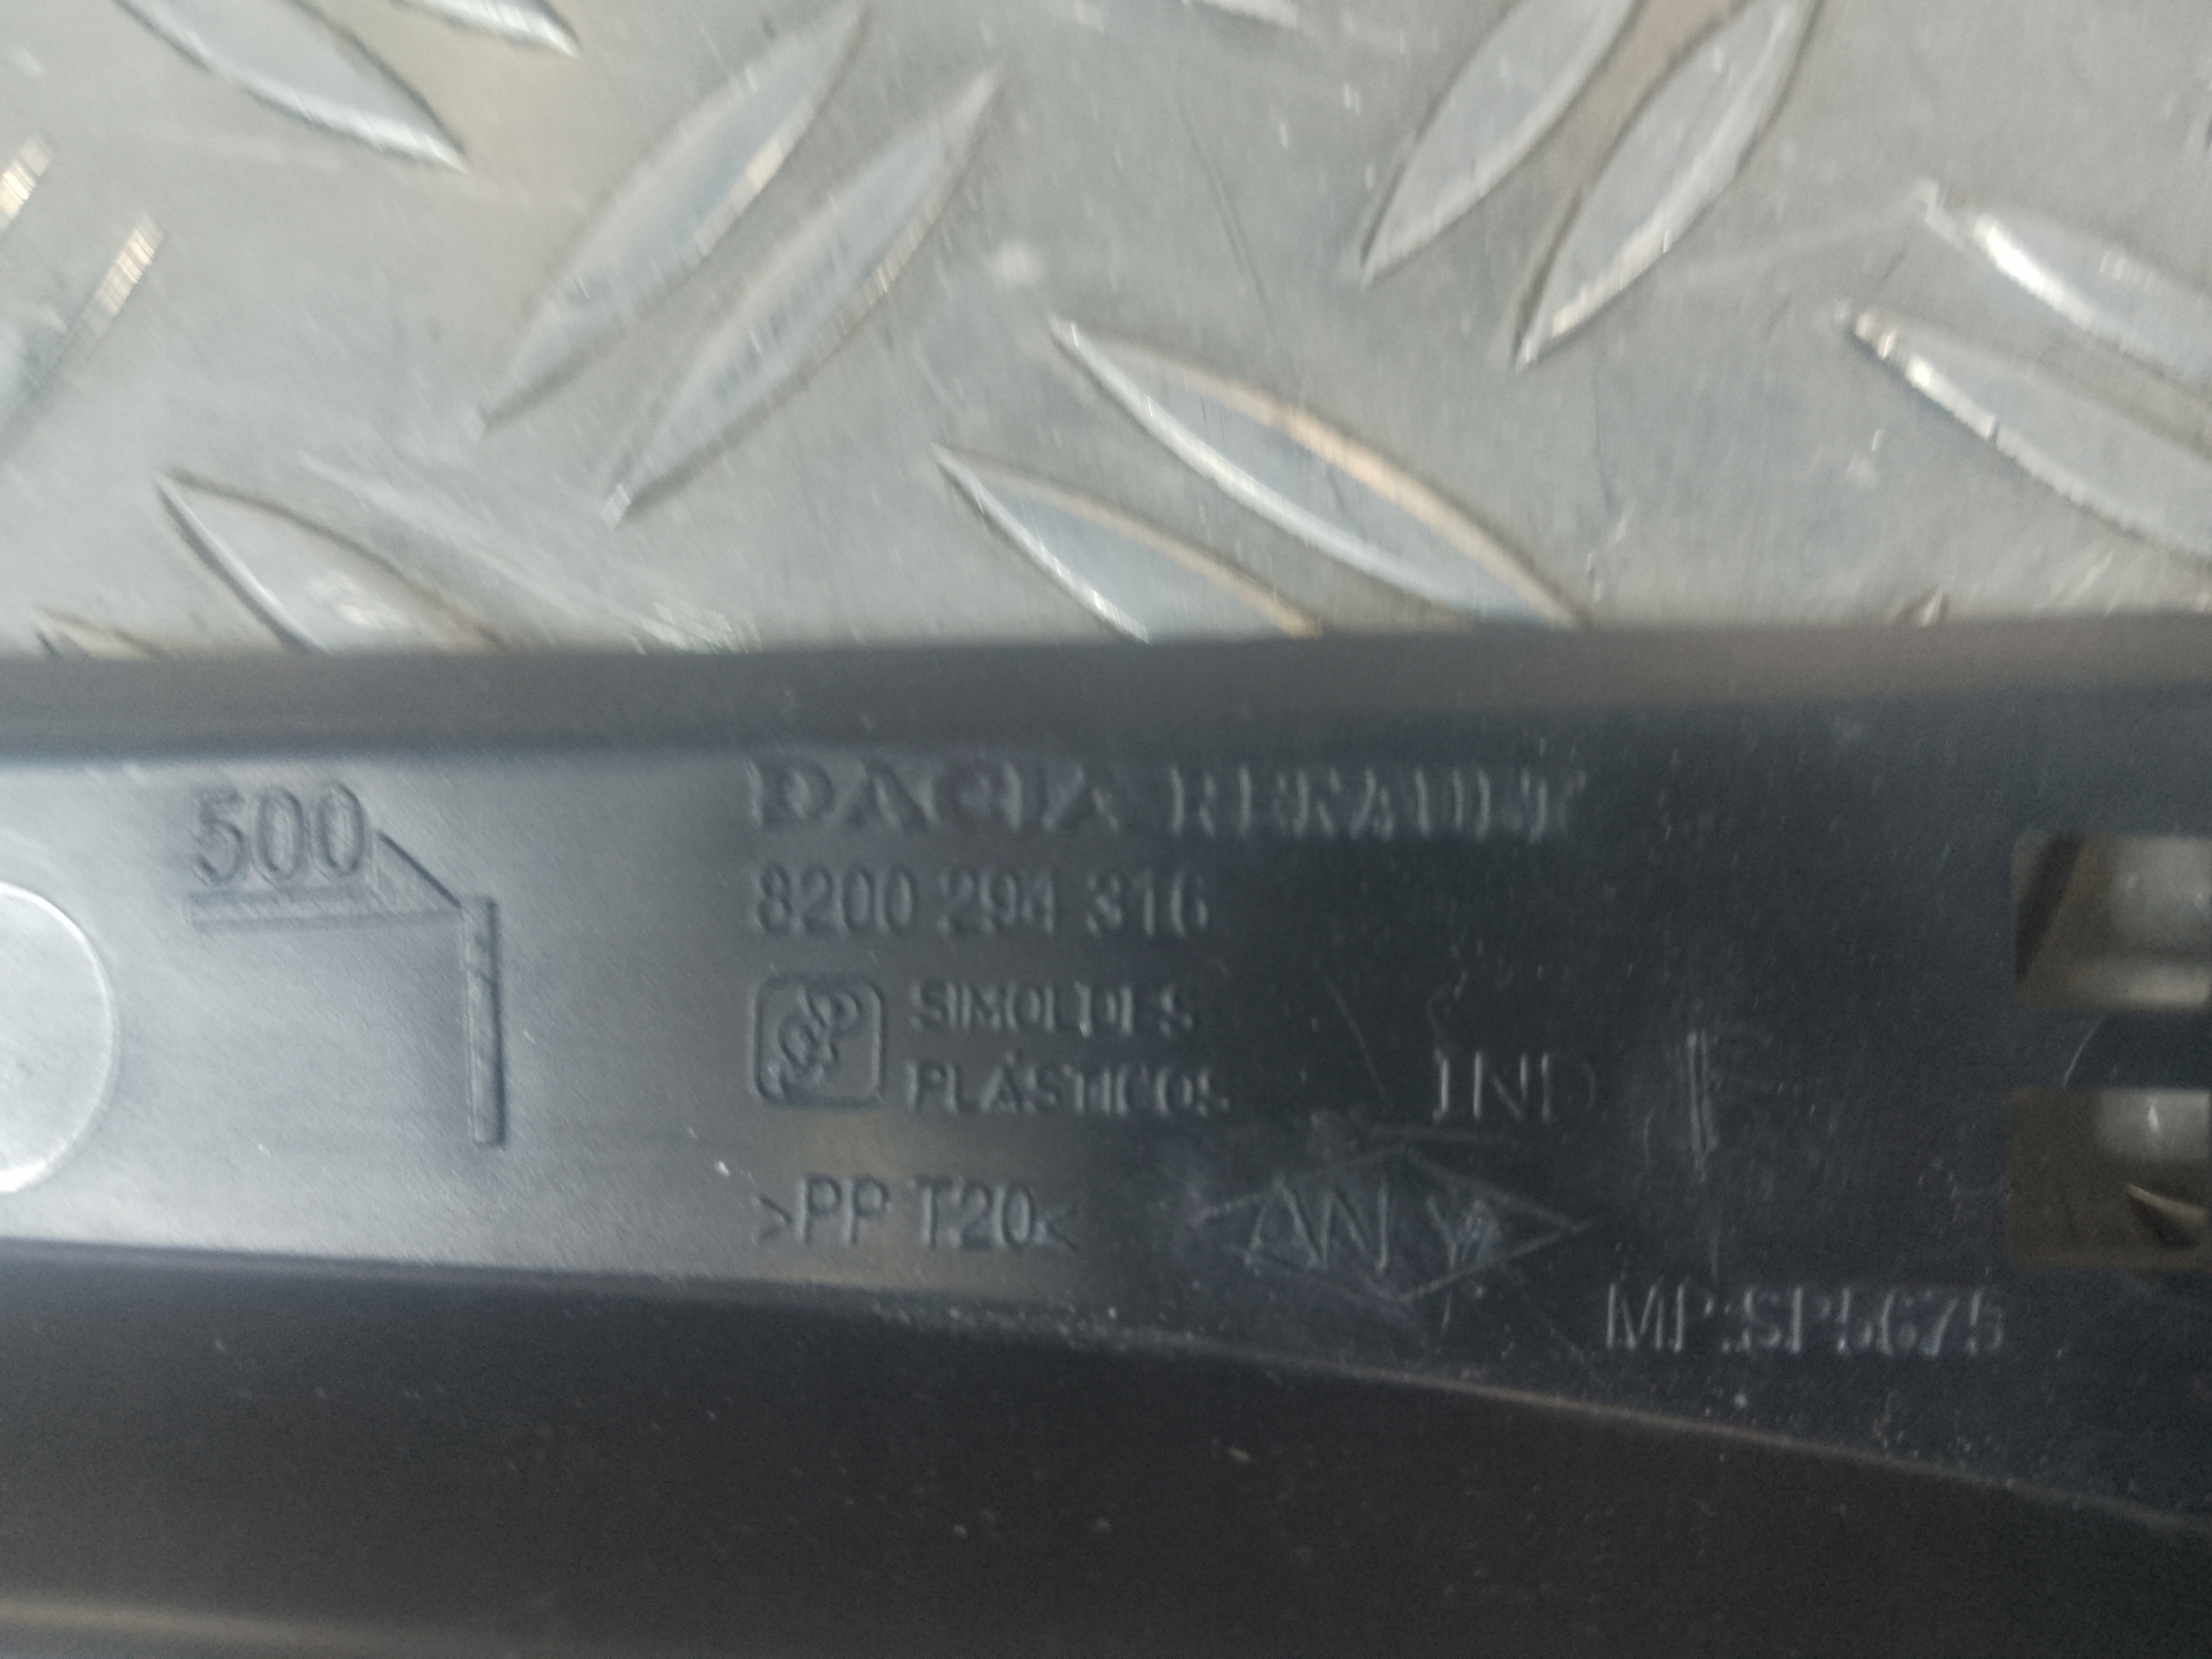 500
DACIA RENAULT
8200 294 316
SIMOLDES
PLÁSTICOS
IND. F
>PP T20<
MP:SP5675